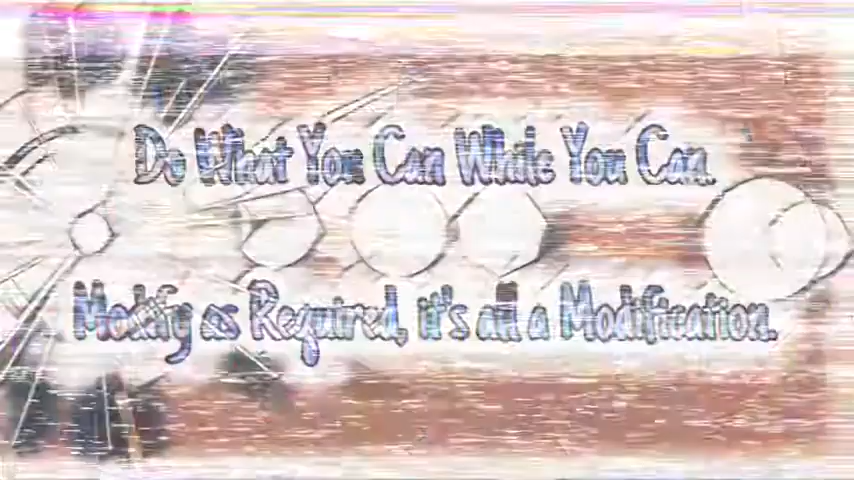 Do What You Can While You Can.
Modify as Required, it's all a Modification.